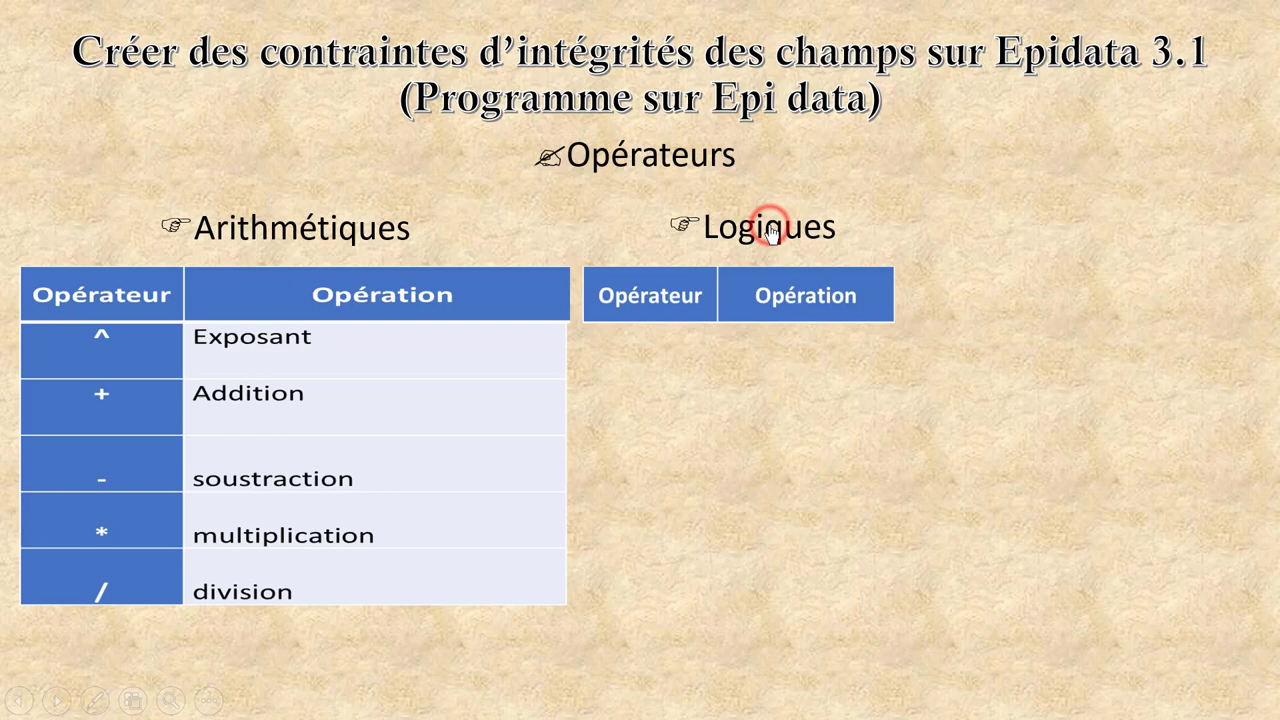 Créer des contraintes d’intégrités des champs sur Epidata 3.1
(Programme sur Epi data)
Opérateurs
Arithmétiques
Logiques
Opérateur Opération
^ Exposant
+ Addition
- soustraction
* multiplication
/ division
Opérateur Opération